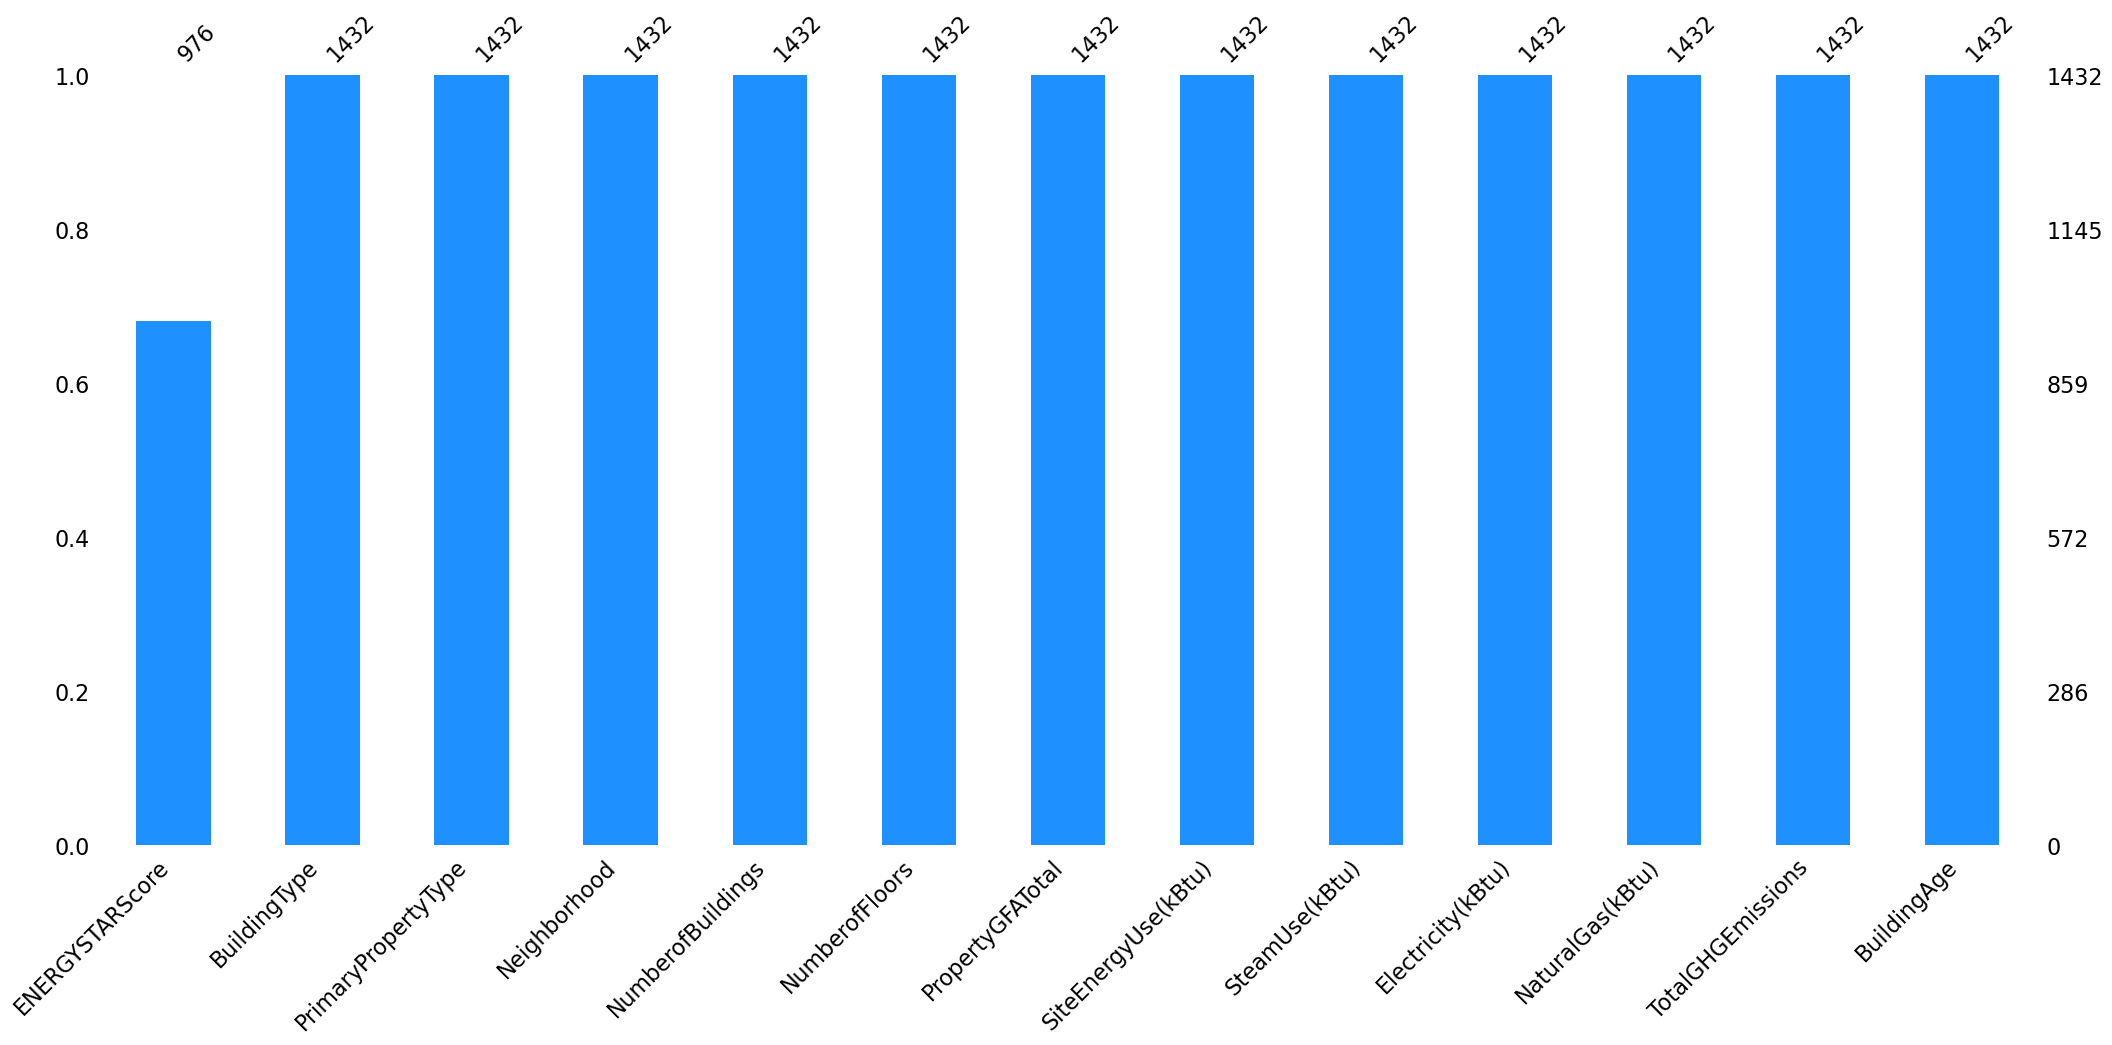 976
1432
1432
1432
1432
1432
1432
1432
1432
1432
1432
1432
1432
1.0
1432
0.8
1145
0.6
859
0.4
572
0.2
286
0.0
0
ENERGYSTARScore
BuildingType
PrimaryPropertyType
Neighborhood
NumberofBuildings
NumberofFloors
PropertyGFATotal
SiteEnergyUse(kBtu)
SteamUse(kBtu)
Electricity(kBtu)
NaturalGas(kBtu)
TotalGHGEmissions
BuildingAge